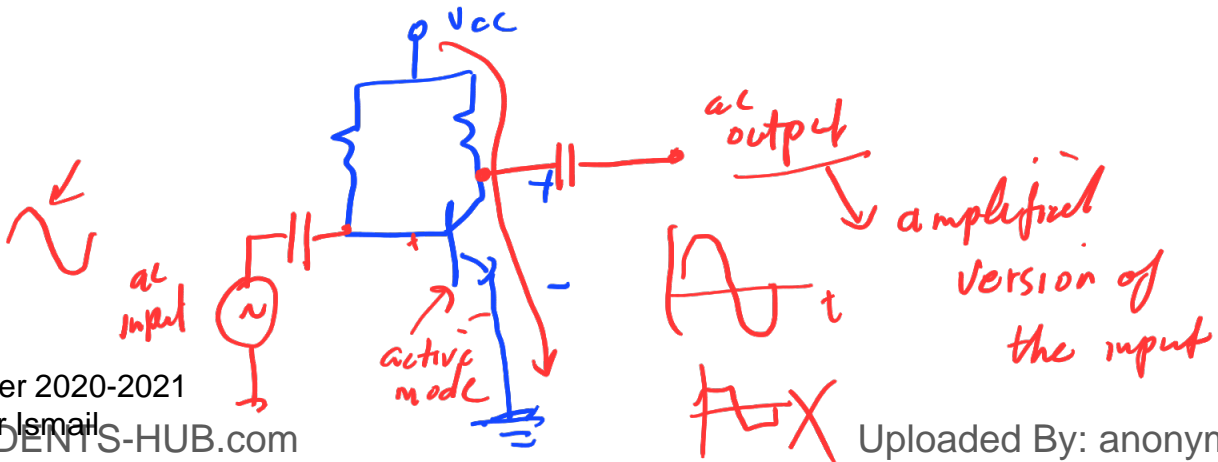 Vcc
ac
output
amplified
version of
the input
+
-
ac
input
active
mode
t
er 2020-2021
r Ismail
DENTS-HUB.com
Uploaded By: anonym